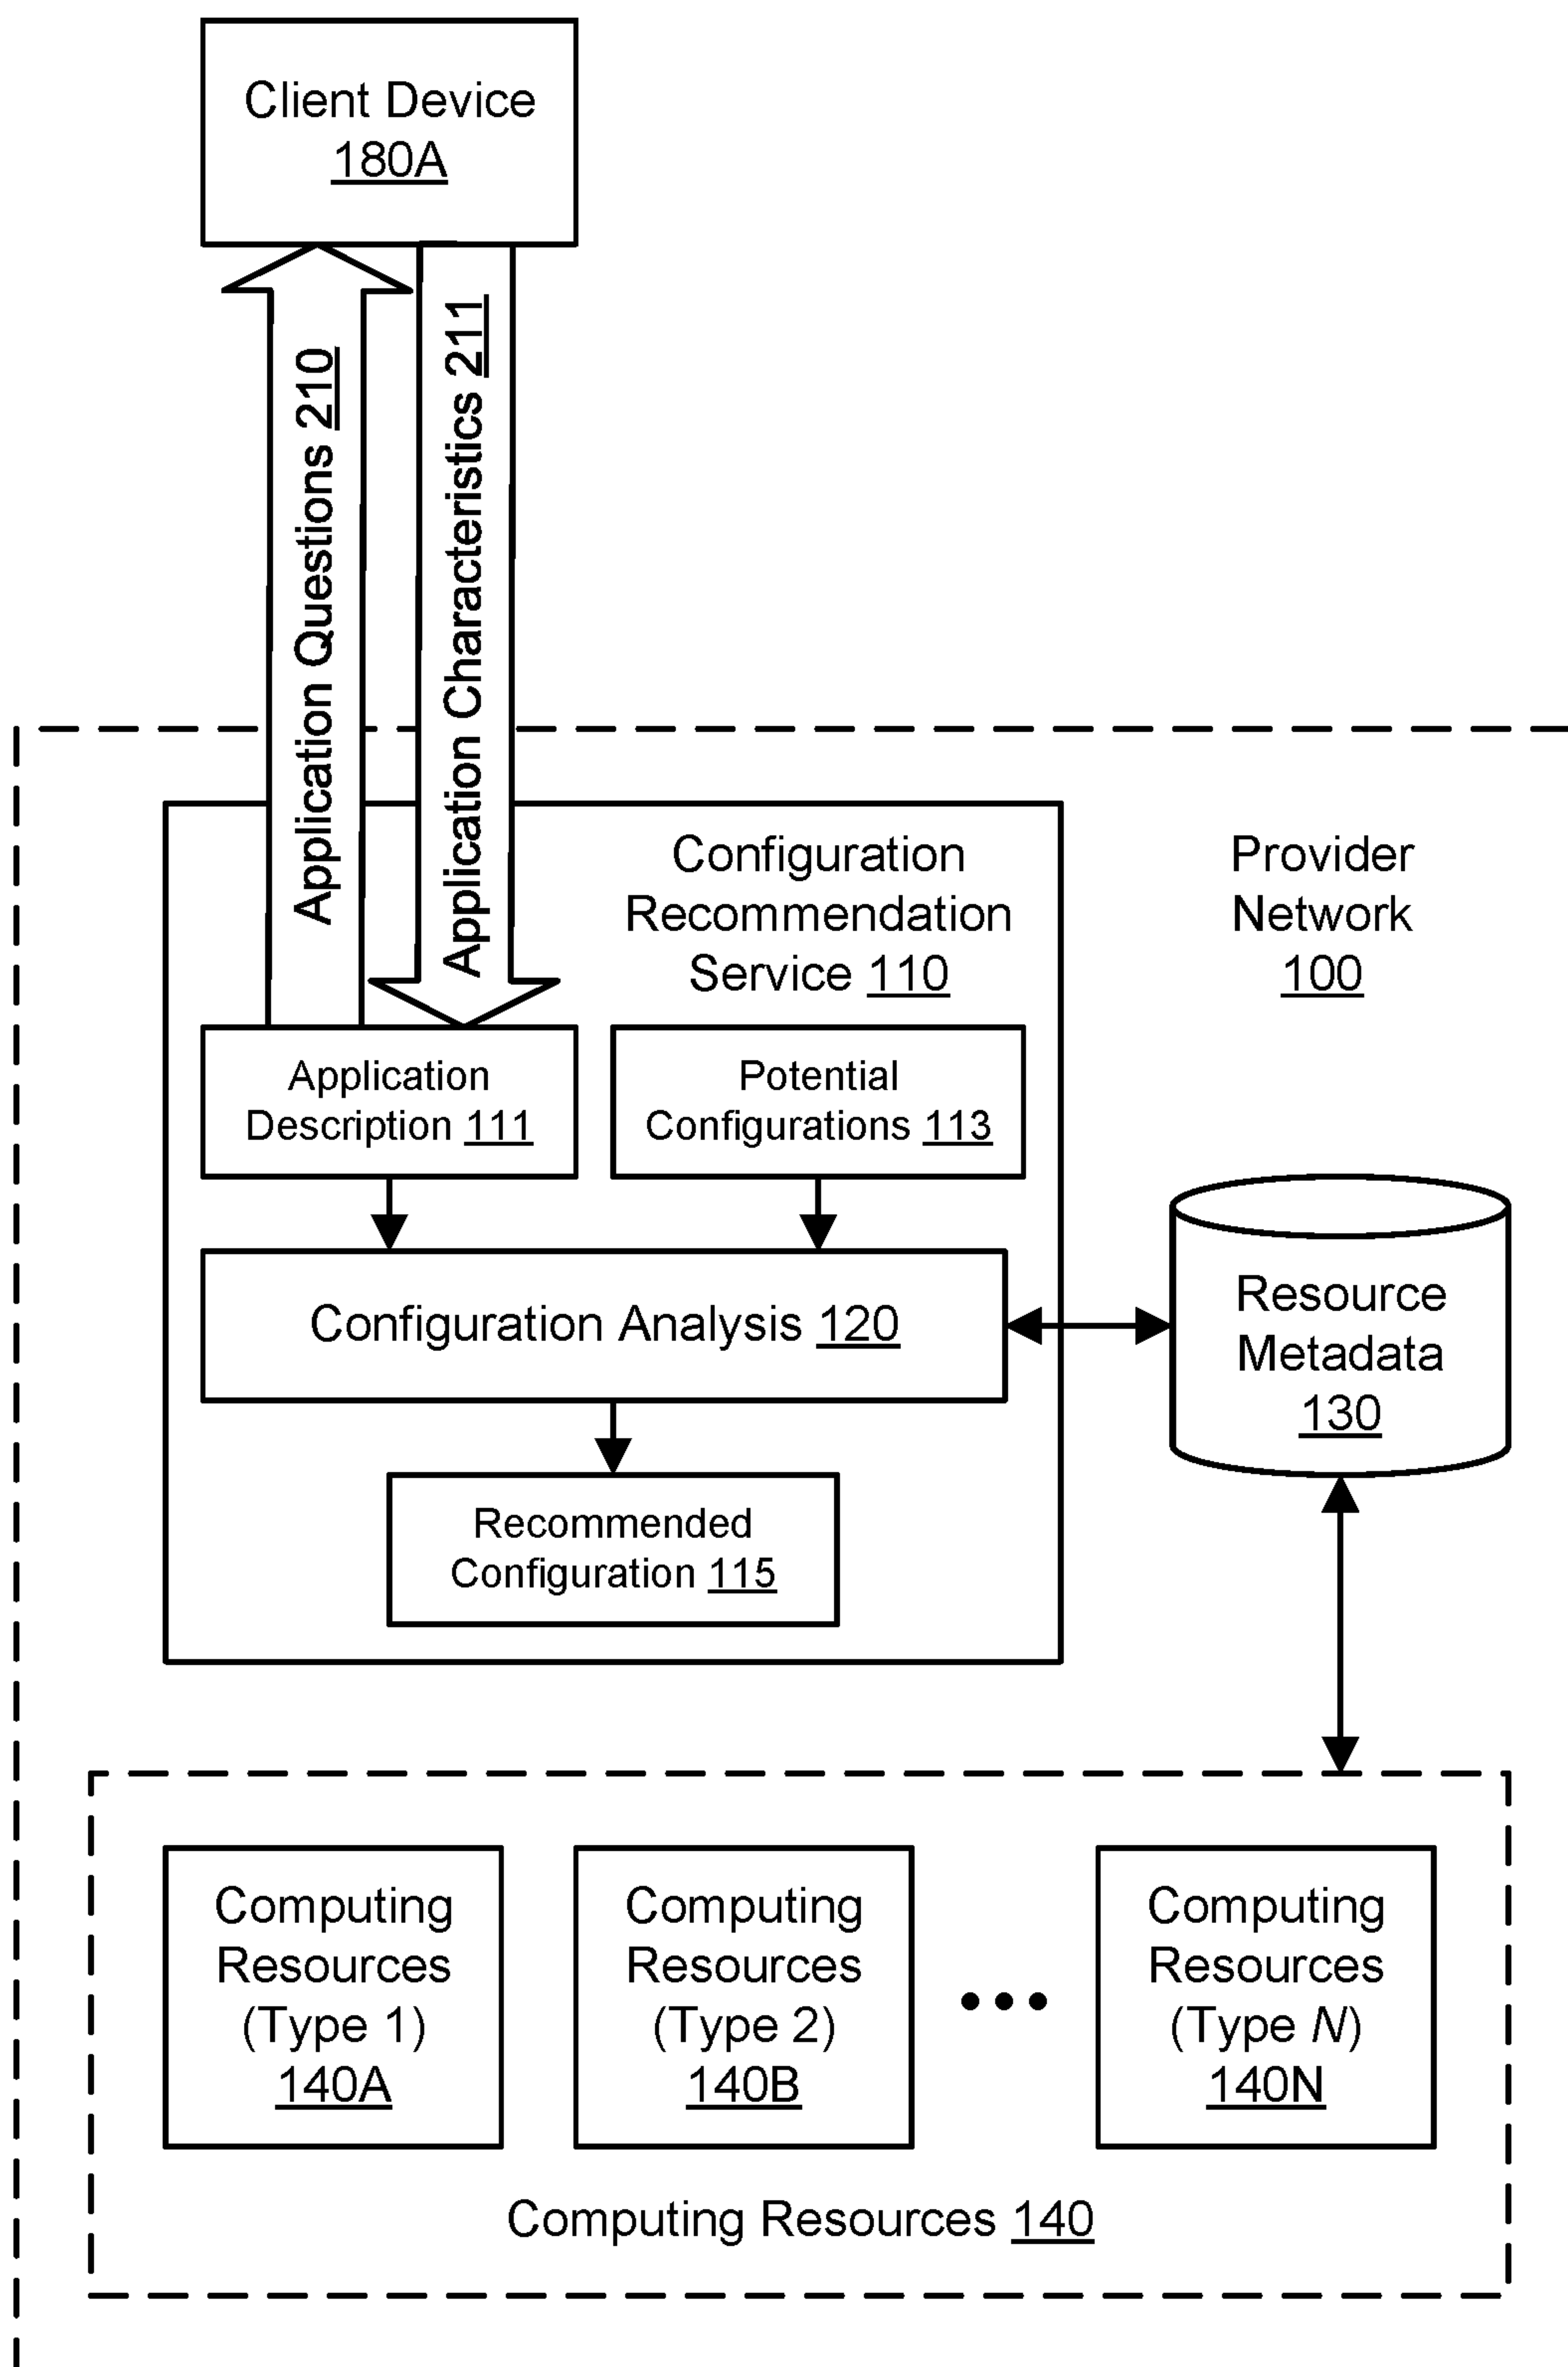 Client Device
180A
Application Questions 210
Application Characteristics 211
Configuration
Recommendation
Service 110
Provider
Network
100
Application
Description 111
Potential
Configurations 113
Configuration Analysis 120
Resource
Metadata
130
Recommended
Configuration 115
Computing
Resources
(Type 1)
140A
Computing
Resources
(Type 2)
140B
•••
Computing
Resources
(Type N)
140N
Computing Resources 140